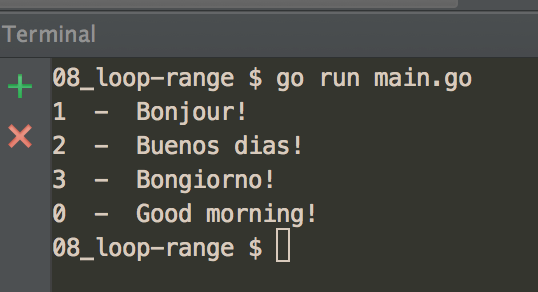 Terminal
08_loop-range $ go run main.go
1  -  Bonjour!
2  -  Buenos dias!
3  -  Bongiorno!
0  -  Good morning!
08_loop-range $